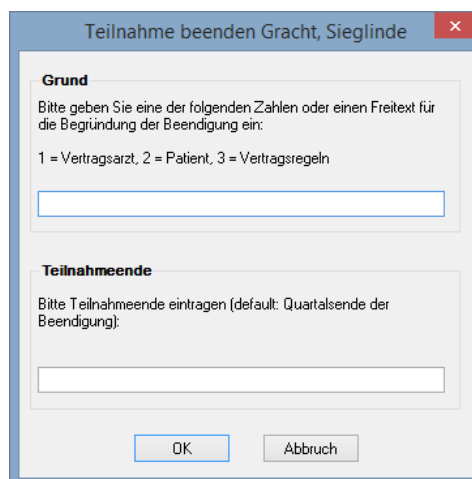 Teilnahme beenden Gracht, Sieglinde
×
Grund
Bitte geben Sie eine der folgenden Zahlen oder einen Freitext für
die Begründung der Beendigung ein:
1 = Vertragsarzt, 2 = Patient, 3 = Vertragsregeln
Teilnahmeende
Bitte Teilnahmeende eintragen (default: Quartalsende der
Beendigung):
OK
Abbruch